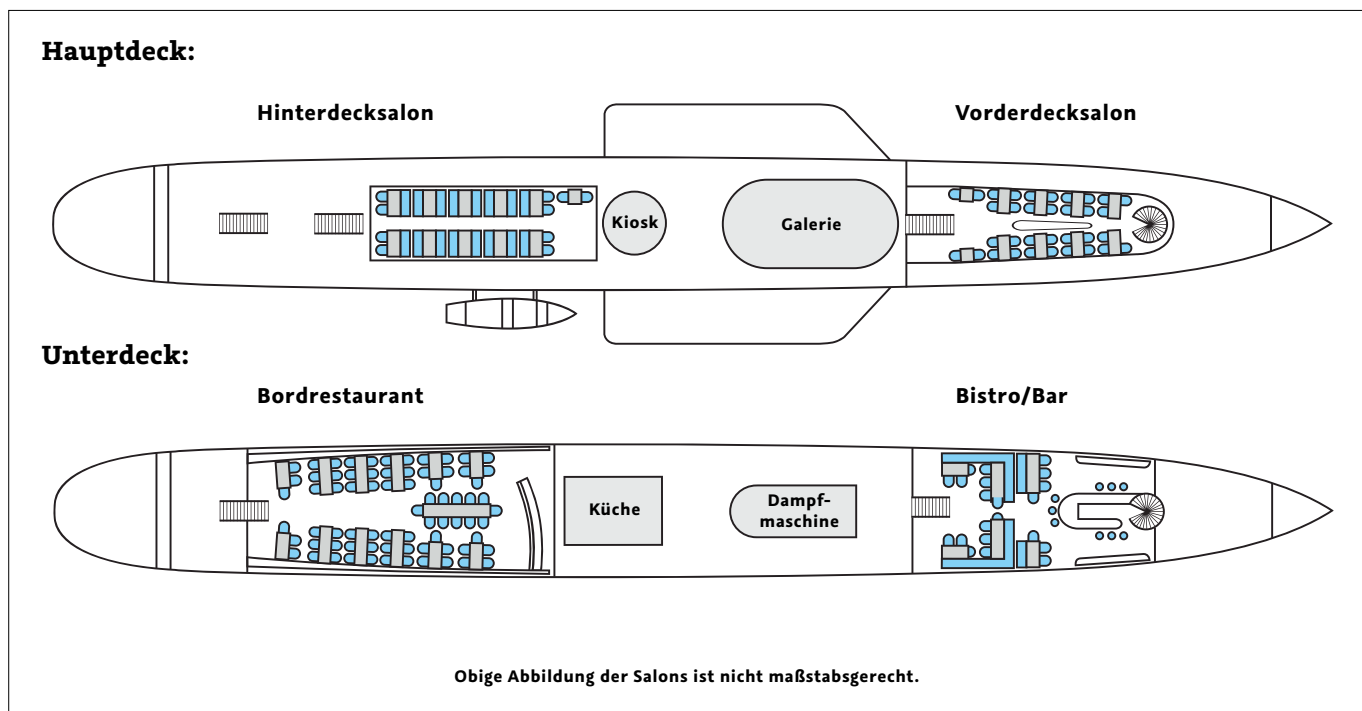 Hauptdeck:
Hinterdecksalon
Vorderdecksalon
Kiosk
Galerie
Unterdeck:
Bordrestaurant
Bistro/Bar
Küche
Dampf-
maschine
Obige Abbildung der Salons ist nicht maßstabsgerecht.